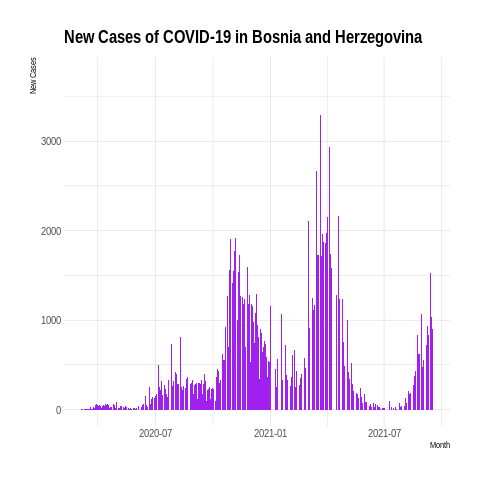 New Cases of COVID-19 in Bosnia and Herzegovina
New Cases
3000
2000
1000
0
2020-07 2021-01 2021-07
Month